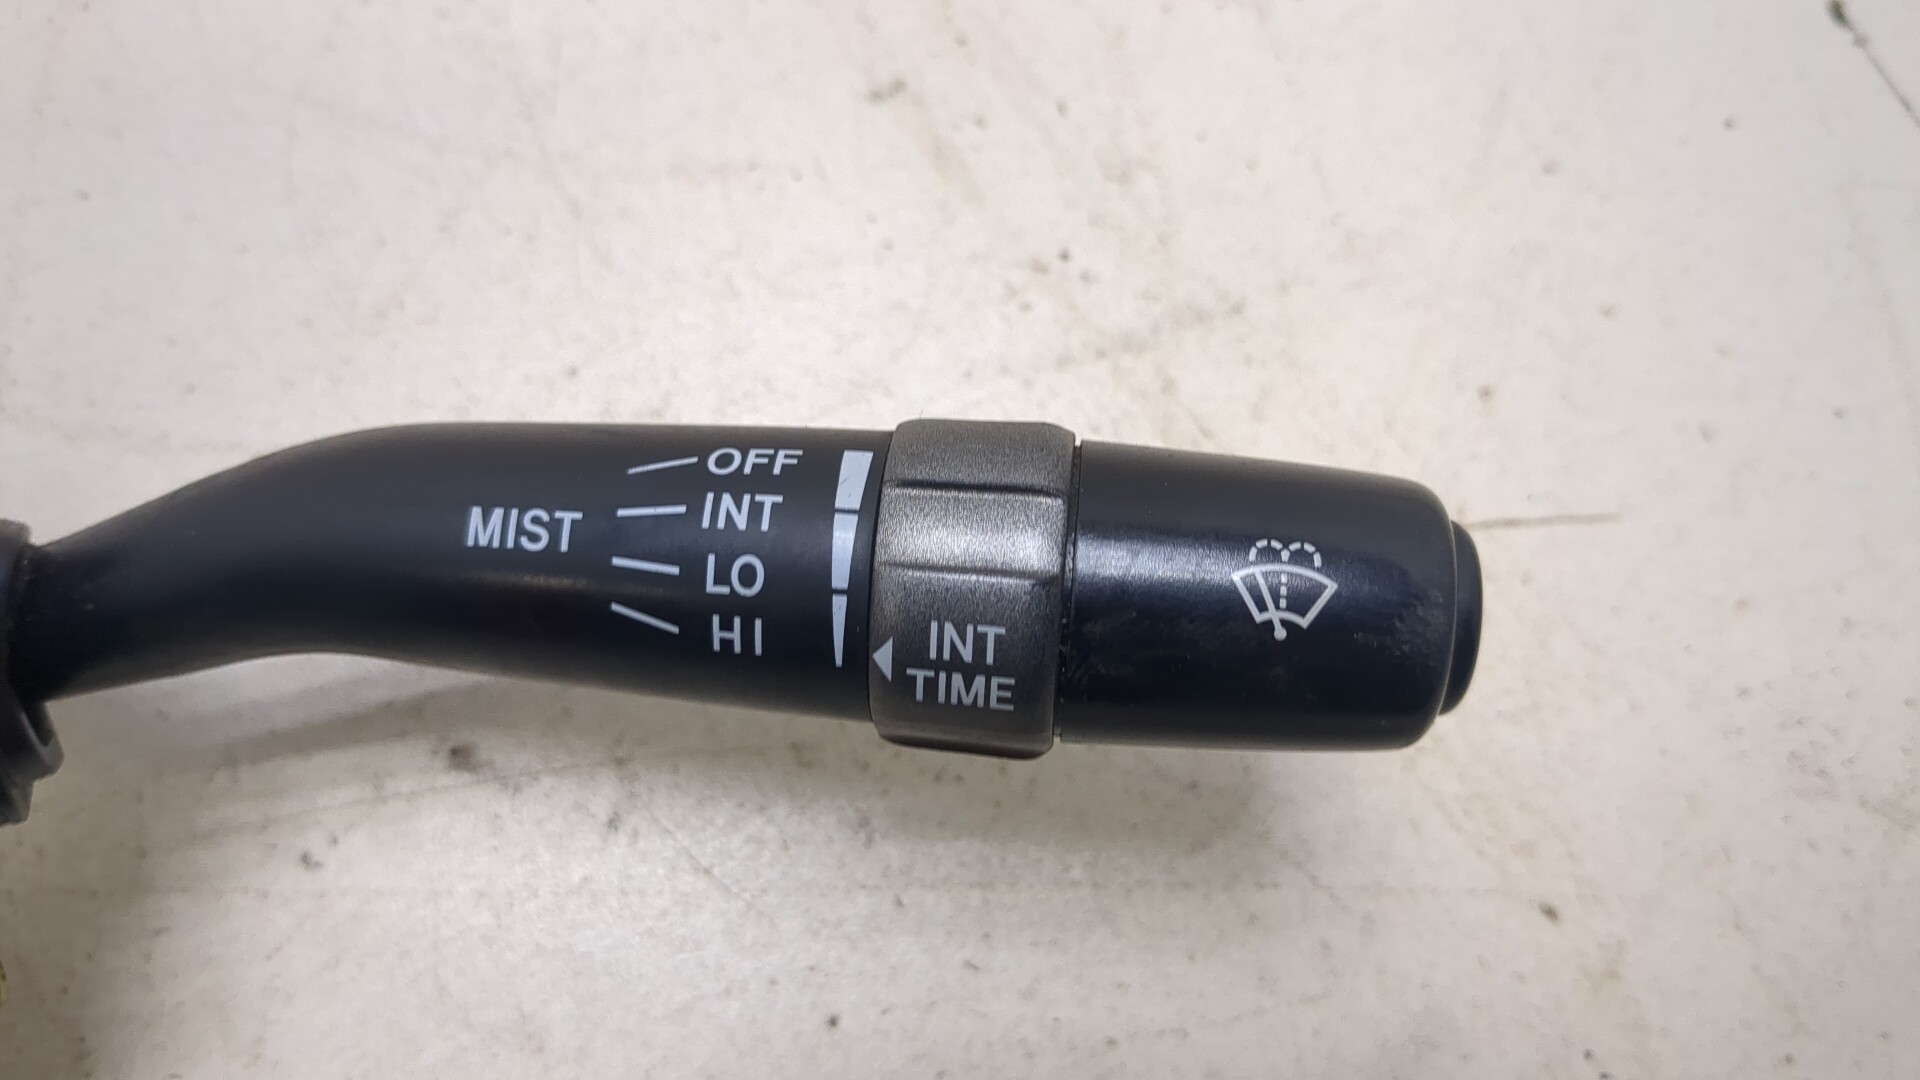 OFF
MIST INT
LO
HI
INT
TIME